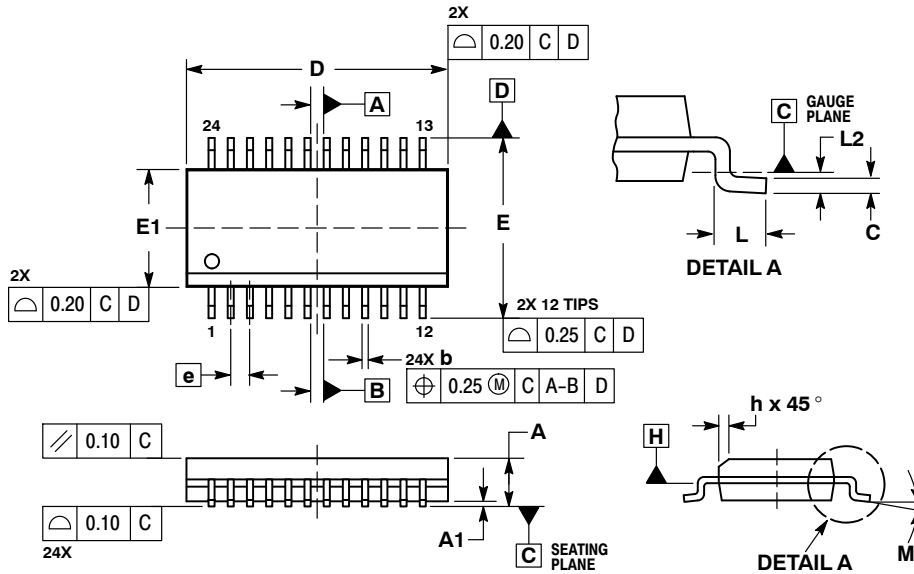 2X
⌓ 0.20 C D
D
A
D
24
13
E1
E
2X
⌓ 0.20 C D
1
12
2X 12 TIPS
⌓ 0.25 C D
e
24X b
B
⌖ 0.25 Ⓜ C A-B D
C GAUGE
PLANE
L2
L
C
DETAIL A
⫽ 0.10 C
A
⌓ 0.10 C
24X
A1
C SEATING
PLANE
h x 45°
H
M
DETAIL A